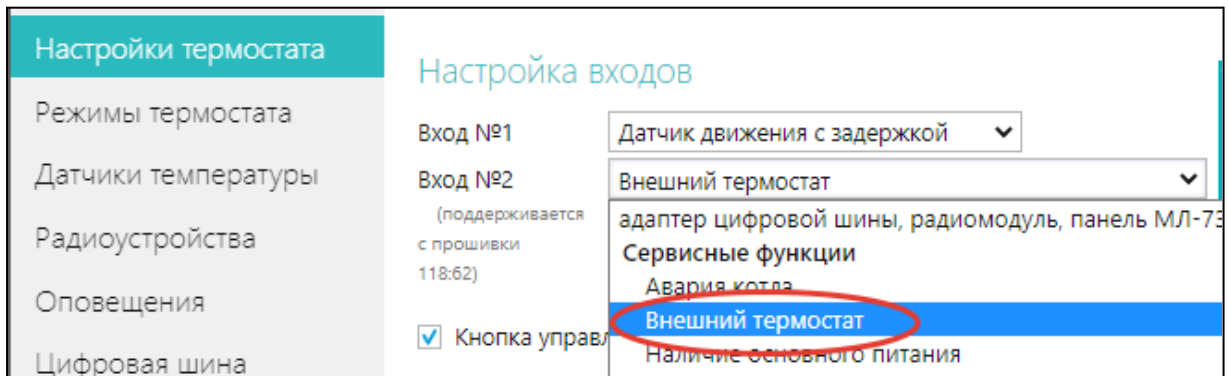 Настройки термостата
Режимы термостата
Датчики температуры
Радиоустройства
Оповещения
Цифровая шина
Настройка входов
Вход №1
Датчик движения с задержкой
Вход №2
Внешний термостат
(поддерживается
с прошивки
118:62)
адаптер цифровой шины, радиомодуль, панель МЛ-73
Сервисные функции
Авария котла
Внешний термостат
Наличие основного питания
Кнопка управл